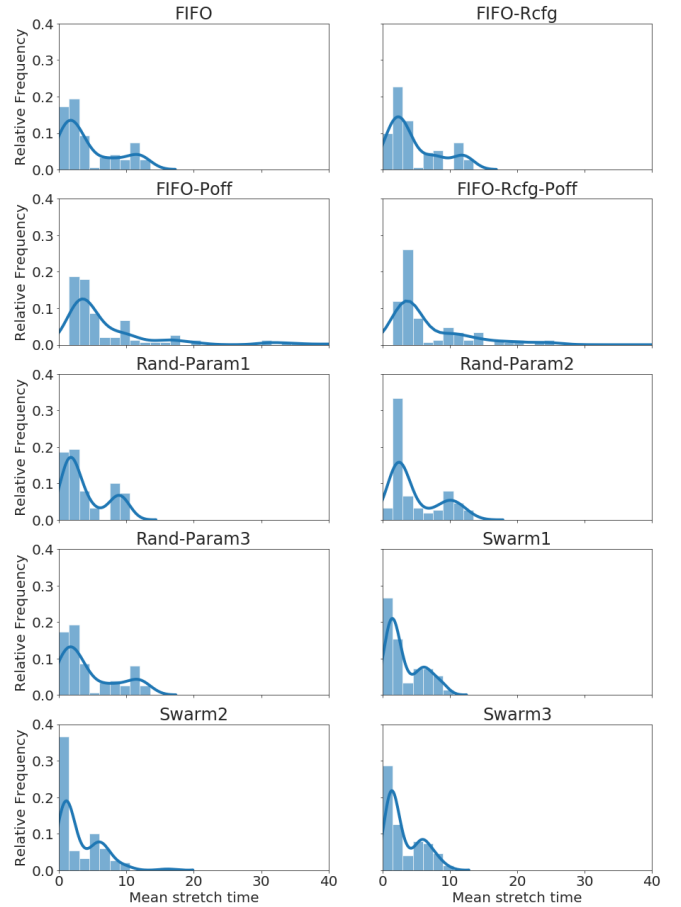 FIFO
FIFO-Rcfg
Relative Frequency
0.4
0.3
0.2
0.1
0.0
FIFO-Poff
FIFO-Rcfg-Poff
Relative Frequency
0.4
0.3
0.2
0.1
0.0
Rand-Param1
Rand-Param2
Relative Frequency
0.4
0.3
0.2
0.1
0.0
Rand-Param3
Swarm1
Relative Frequency
0.4
0.3
0.2
0.1
0.0
Swarm2
Swarm3
Relative Frequency
0.4
0.3
0.2
0.1
0.0
0 10 20 30 40
0 10 20 30 40
Mean stretch time
Mean stretch time